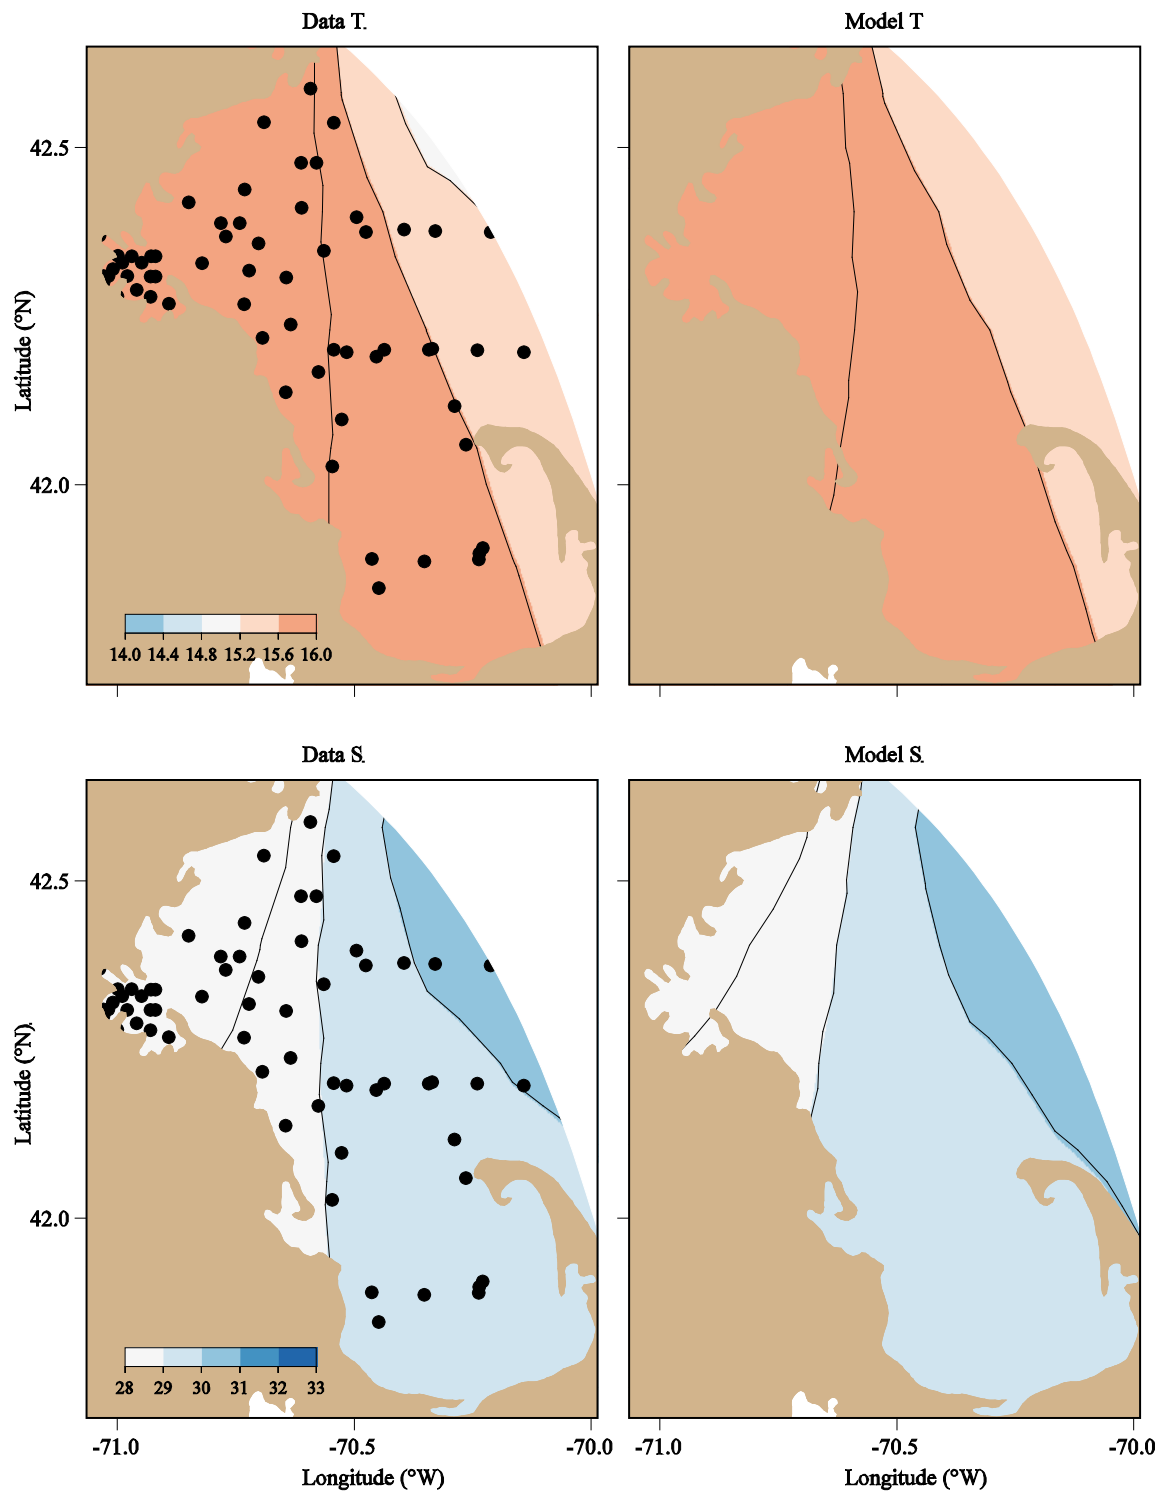 Data T.
Model T
42.5
42.0
Latitude (°N)
14.0 14.4 14.8 15.2 15.6 16.0
Data S.
Model S.
42.5
42.0
Latitude (°N)
28 29 30 31 32 33
-71.0 -70.5 -70.0
-71.0 -70.5 -70.0
Longitude (°W)
Longitude (°W)